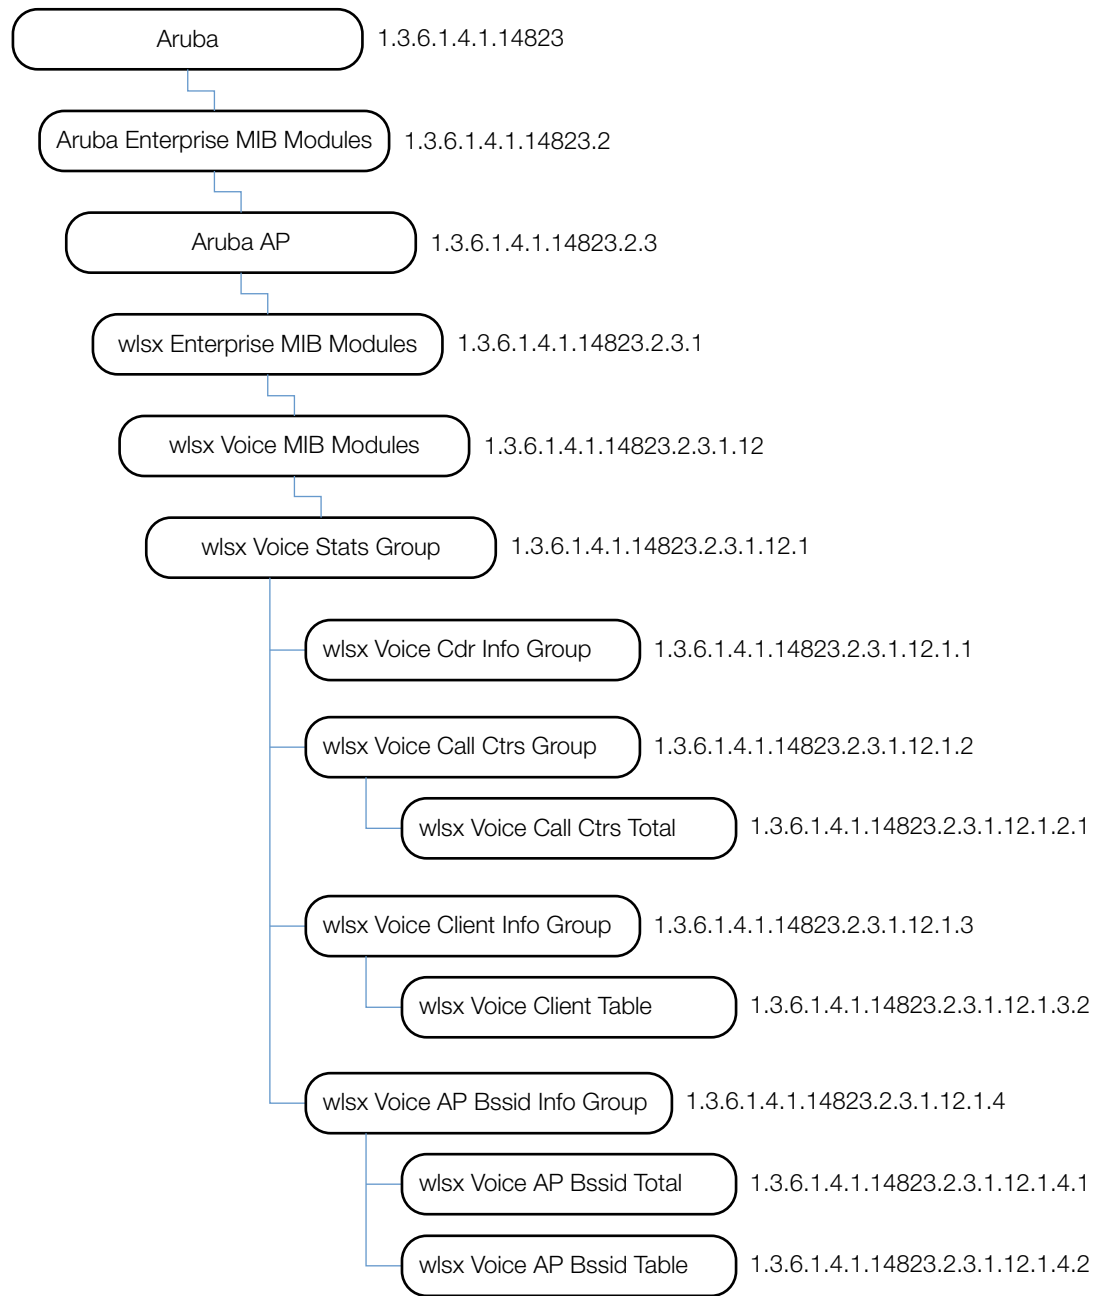 Aruba 1.3.6.1.4.1.14823
Aruba Enterprise MIB Modules 1.3.6.1.4.1.14823.2
Aruba AP 1.3.6.1.4.1.14823.2.3
wlsx Enterprise MIB Modules 1.3.6.1.4.1.14823.2.3.1
wlsx Voice MIB Modules 1.3.6.1.4.1.14823.2.3.1.12
wlsx Voice Stats Group 1.3.6.1.4.1.14823.2.3.1.12.1
wlsx Voice Cdr Info Group 1.3.6.1.4.1.14823.2.3.1.12.1.1
wlsx Voice Call Ctrs Group 1.3.6.1.4.1.14823.2.3.1.12.1.2
wlsx Voice Call Ctrs Total 1.3.6.1.4.1.14823.2.3.1.12.1.2.1
wlsx Voice Client Info Group 1.3.6.1.4.1.14823.2.3.1.12.1.3
wlsx Voice Client Table 1.3.6.1.4.1.14823.2.3.1.12.1.3.2
wlsx Voice AP Bssid Info Group 1.3.6.1.4.1.14823.2.3.1.12.1.4
wlsx Voice AP Bssid Total 1.3.6.1.4.1.14823.2.3.1.12.1.4.1
wlsx Voice AP Bssid Table 1.3.6.1.4.1.14823.2.3.1.12.1.4.2